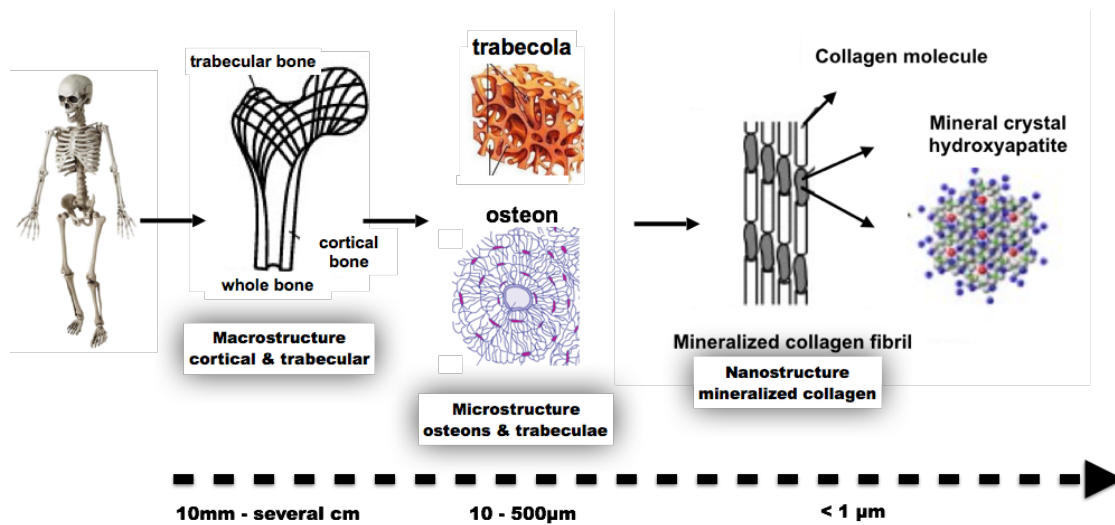 trabecular bone
cortical
bone
whole bone
Macrostructure
cortical & trabecular
trabecola
osteon
Microstructure
osteons & trabeculae
Collagen molecule
Mineral crystal
hydroxyapatite
Mineralized collagen fibril
Nanostructure
mineralized collagen
10mm - several cm
10 - 500µm
< 1 µm